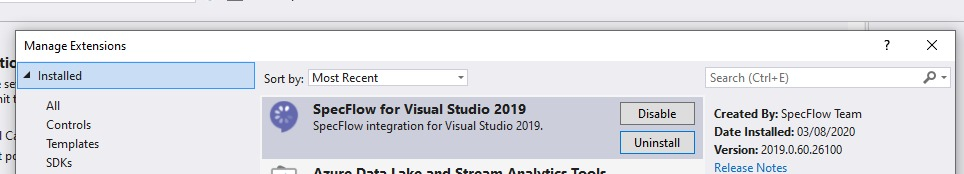 Manage Extensions
Installed
Sort by: Most Recent
Search (Ctrl+E)
All
Controls
Templates
SDKs
SpecFlow for Visual Studio 2019
SpecFlow integration for Visual Studio 2019.
Disable
Uninstall
Azure Data Lake and Stream Analytics Tools
Created By: SpecFlow Team
Date Installed: 03/08/2020
Version: 2019.0.60.26100
Release Notes